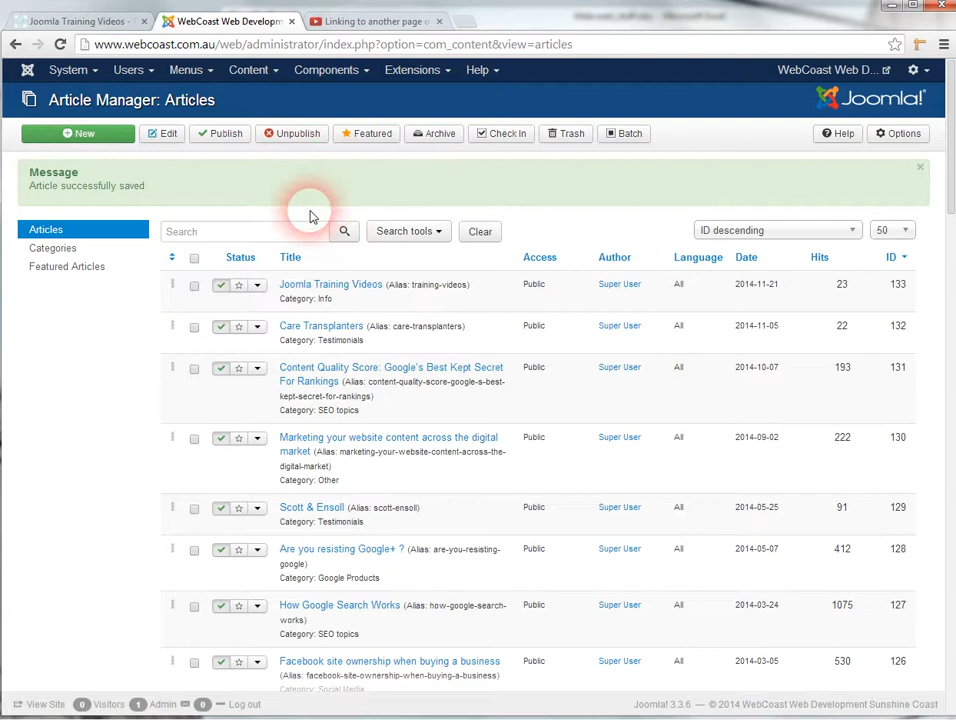 Joomla Training Videos -
WebCoast Web Developm
Linking to another page o
www.webcoast.com.au/web/administrator/index.php?option=com_content&view=articles
System Users Menus Content Components Extensions Help WebCoast Web D...
Article Manager: Articles Joomla!
New Edit Publish Unpublish Featured Archive Check In Trash Batch Help Options
Message
Article successfully saved
Articles
Categories
Featured Articles
Search Search tools Clear ID descending 50
Status Title Access Author Language Date Hits ID
Joomla Training Videos (Alias: training-videos) Public Super User All 2014-11-21 23 133
Category: Info
Care Transplanters (Alias: care-transplanters) Public Super User All 2014-11-05 22 132
Category: Testimonials
Content Quality Score: Google's Best Kept Secret Public Super User All 2014-10-07 193 131
For Rankings (Alias: content-quality-score-google-s-best-
kept-secret-for-rankings)
Category: SEO topics
Marketing your website content across the digital Public Super User All 2014-09-02 222 130
market (Alias: marketing-your-website-content-across-the-
digital-market)
Category: Other
Scott & Ensoll (Alias: scott-ensoll) Public Super User All 2014-05-25 91 129
Category: Testimonials
Are you resisting Google+ ? (Alias: are-you-resisting- Public Super User All 2014-05-07 412 128
google)
Category: Google Products
How Google Search Works (Alias: how-google-search- Public Super User All 2014-03-24 1075 127
works)
Category: SEO topics
Facebook site ownership when buying a business Public Super User All 2014-03-05 530 126
(Alias: facebook-site-ownership-when-buying-a-business)
Category: Social Media
View Site 0 Visitors 1 Admin 0 Log out Joomla! 3.3.6 — © 2014 WebCoast Web Development Sunshine Coast